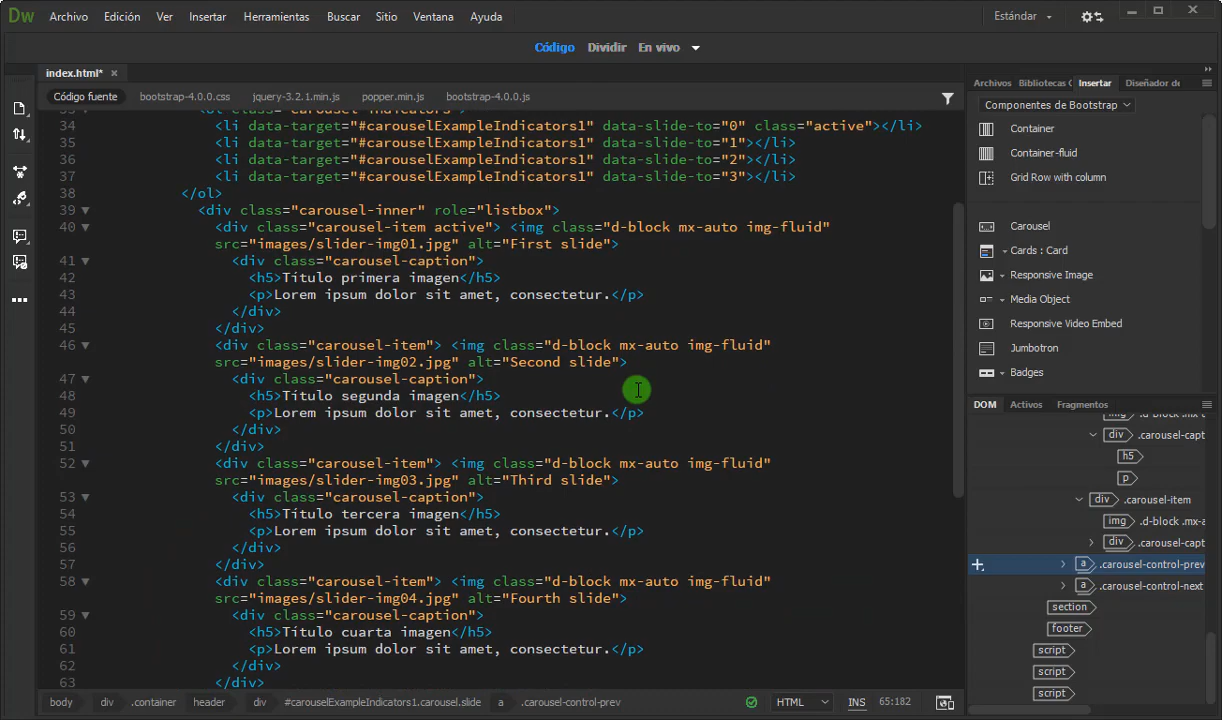 Dw Archivo Edición Ver Insertar Herramientas Buscar Sitio Ventana Ayuda Estándar
Código Dividir En vivo
index.html*
Código fuente bootstrap-4.0.0.css jquery-3.2.1.min.js popper.min.js bootstrap-4.0.0.js
34 <li data-target="#carouselExampleIndicators1" data-slide-to="0" class="active"></li>
35 <li data-target="#carouselExampleIndicators1" data-slide-to="1"></li>
36 <li data-target="#carouselExampleIndicators1" data-slide-to="2"></li>
37 <li data-target="#carouselExampleIndicators1" data-slide-to="3"></li>
38 </ol>
39 <div class="carousel-inner" role="listbox">
40 <div class="carousel-item active"> <img class="d-block mx-auto img-fluid"
src="images/slider-img01.jpg" alt="First slide">
41 <div class="carousel-caption">
42 <h5>Título primera imagen</h5>
43 <p>Lorem ipsum dolor sit amet, consectetur.</p>
44 </div>
45 </div>
46 <div class="carousel-item"> <img class="d-block mx-auto img-fluid"
src="images/slider-img02.jpg" alt="Second slide">
47 <div class="carousel-caption">
48 <h5>Título segunda imagen</h5>
49 <p>Lorem ipsum dolor sit amet, consectetur.</p>
50 </div>
51 </div>
52 <div class="carousel-item"> <img class="d-block mx-auto img-fluid"
src="images/slider-img03.jpg" alt="Third slide">
53 <div class="carousel-caption">
54 <h5>Título tercera imagen</h5>
55 <p>Lorem ipsum dolor sit amet, consectetur.</p>
56 </div>
57 </div>
58 <div class="carousel-item"> <img class="d-block mx-auto img-fluid"
src="images/slider-img04.jpg" alt="Fourth slide">
59 <div class="carousel-caption">
60 <h5>Título cuarta imagen</h5>
61 <p>Lorem ipsum dolor sit amet, consectetur.</p>
62 </div>
63 </div>
body div .container header div #carouselExampleIndicators1.carousel.slide a .carousel-control-prev HTML INS 65:182
Archivos Bibliotecas Insertar Diseñador de
Componentes de Bootstrap
Container
Container-fluid
Grid Row with column
Carousel
Cards : Card
Responsive Image
Media Object
Responsive Video Embed
Jumbotron
Badges
DOM Activos Fragmentos
img .d-block .mx-a
div .carousel-capt
h5
p
div .carousel-item
img .d-block .mx-a
div .carousel-capt
a .carousel-control-prev
a .carousel-control-next
section
footer
script
script
script